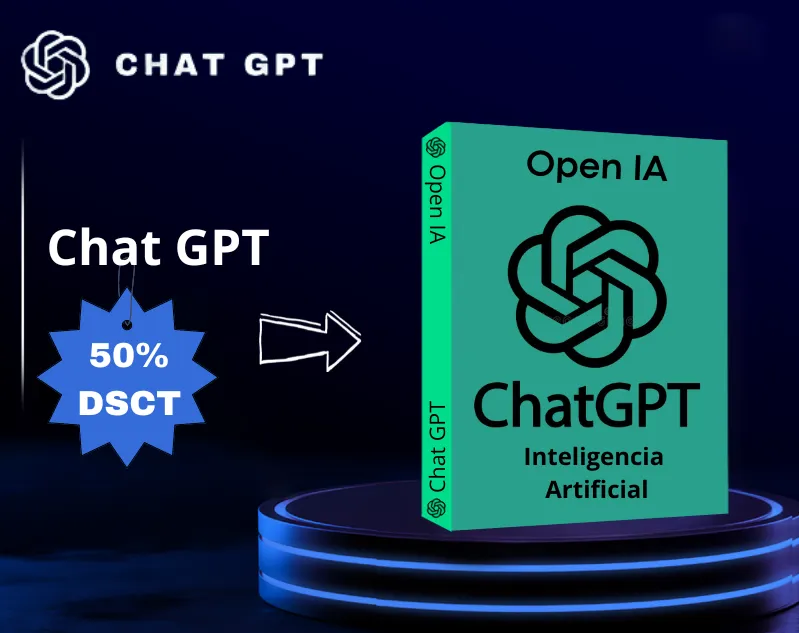 CHAT GPT
Chat GPT
50%
DSCT
Open IA
Chat GPT
Open IA
ChatGPT
Inteligencia
Artificial